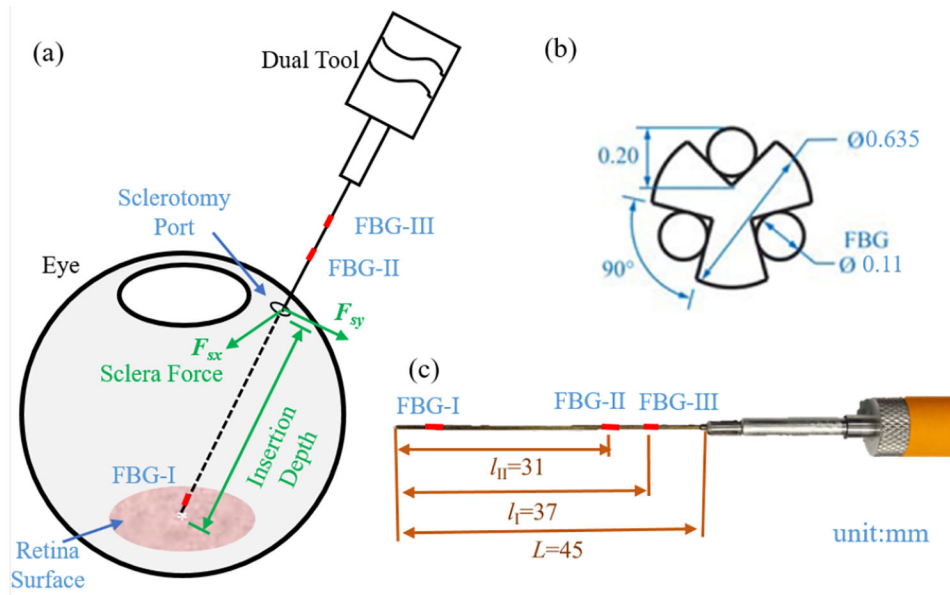 (a)
Dual Tool
Sclerotomy
Port
FBG-III
FBG-II
Eye
Fsy
Fsx
Sclera Force
Insertion
Depth
FBG-I
Retina
Surface
(b)
0.20
Ø0.635
90°
FBG
Ø 0.11
(c)
FBG-I
FBG-II
FBG-III
lII=31
lI=37
L=45
unit:mm